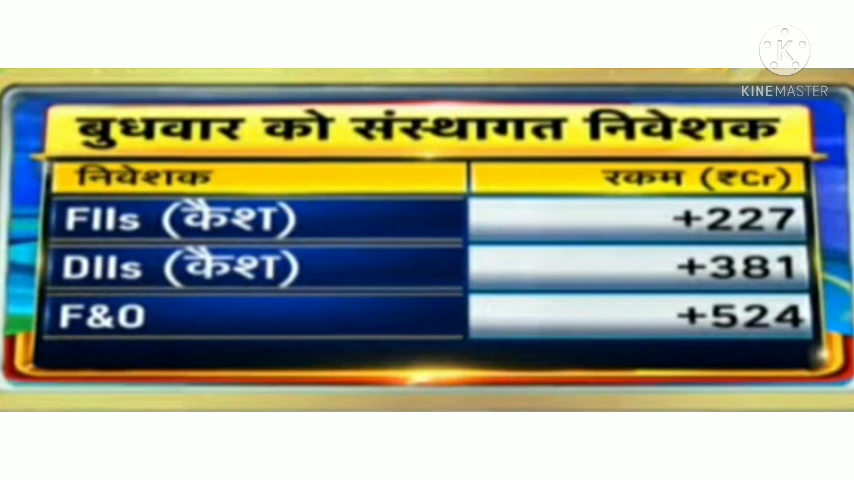 KINEMASTER
बुधवार को संस्थागत निवेशक
निवेशक रकम (₹Cr)
FIIs (कैश) +227
DIIs (कैश) +381
F&O +524